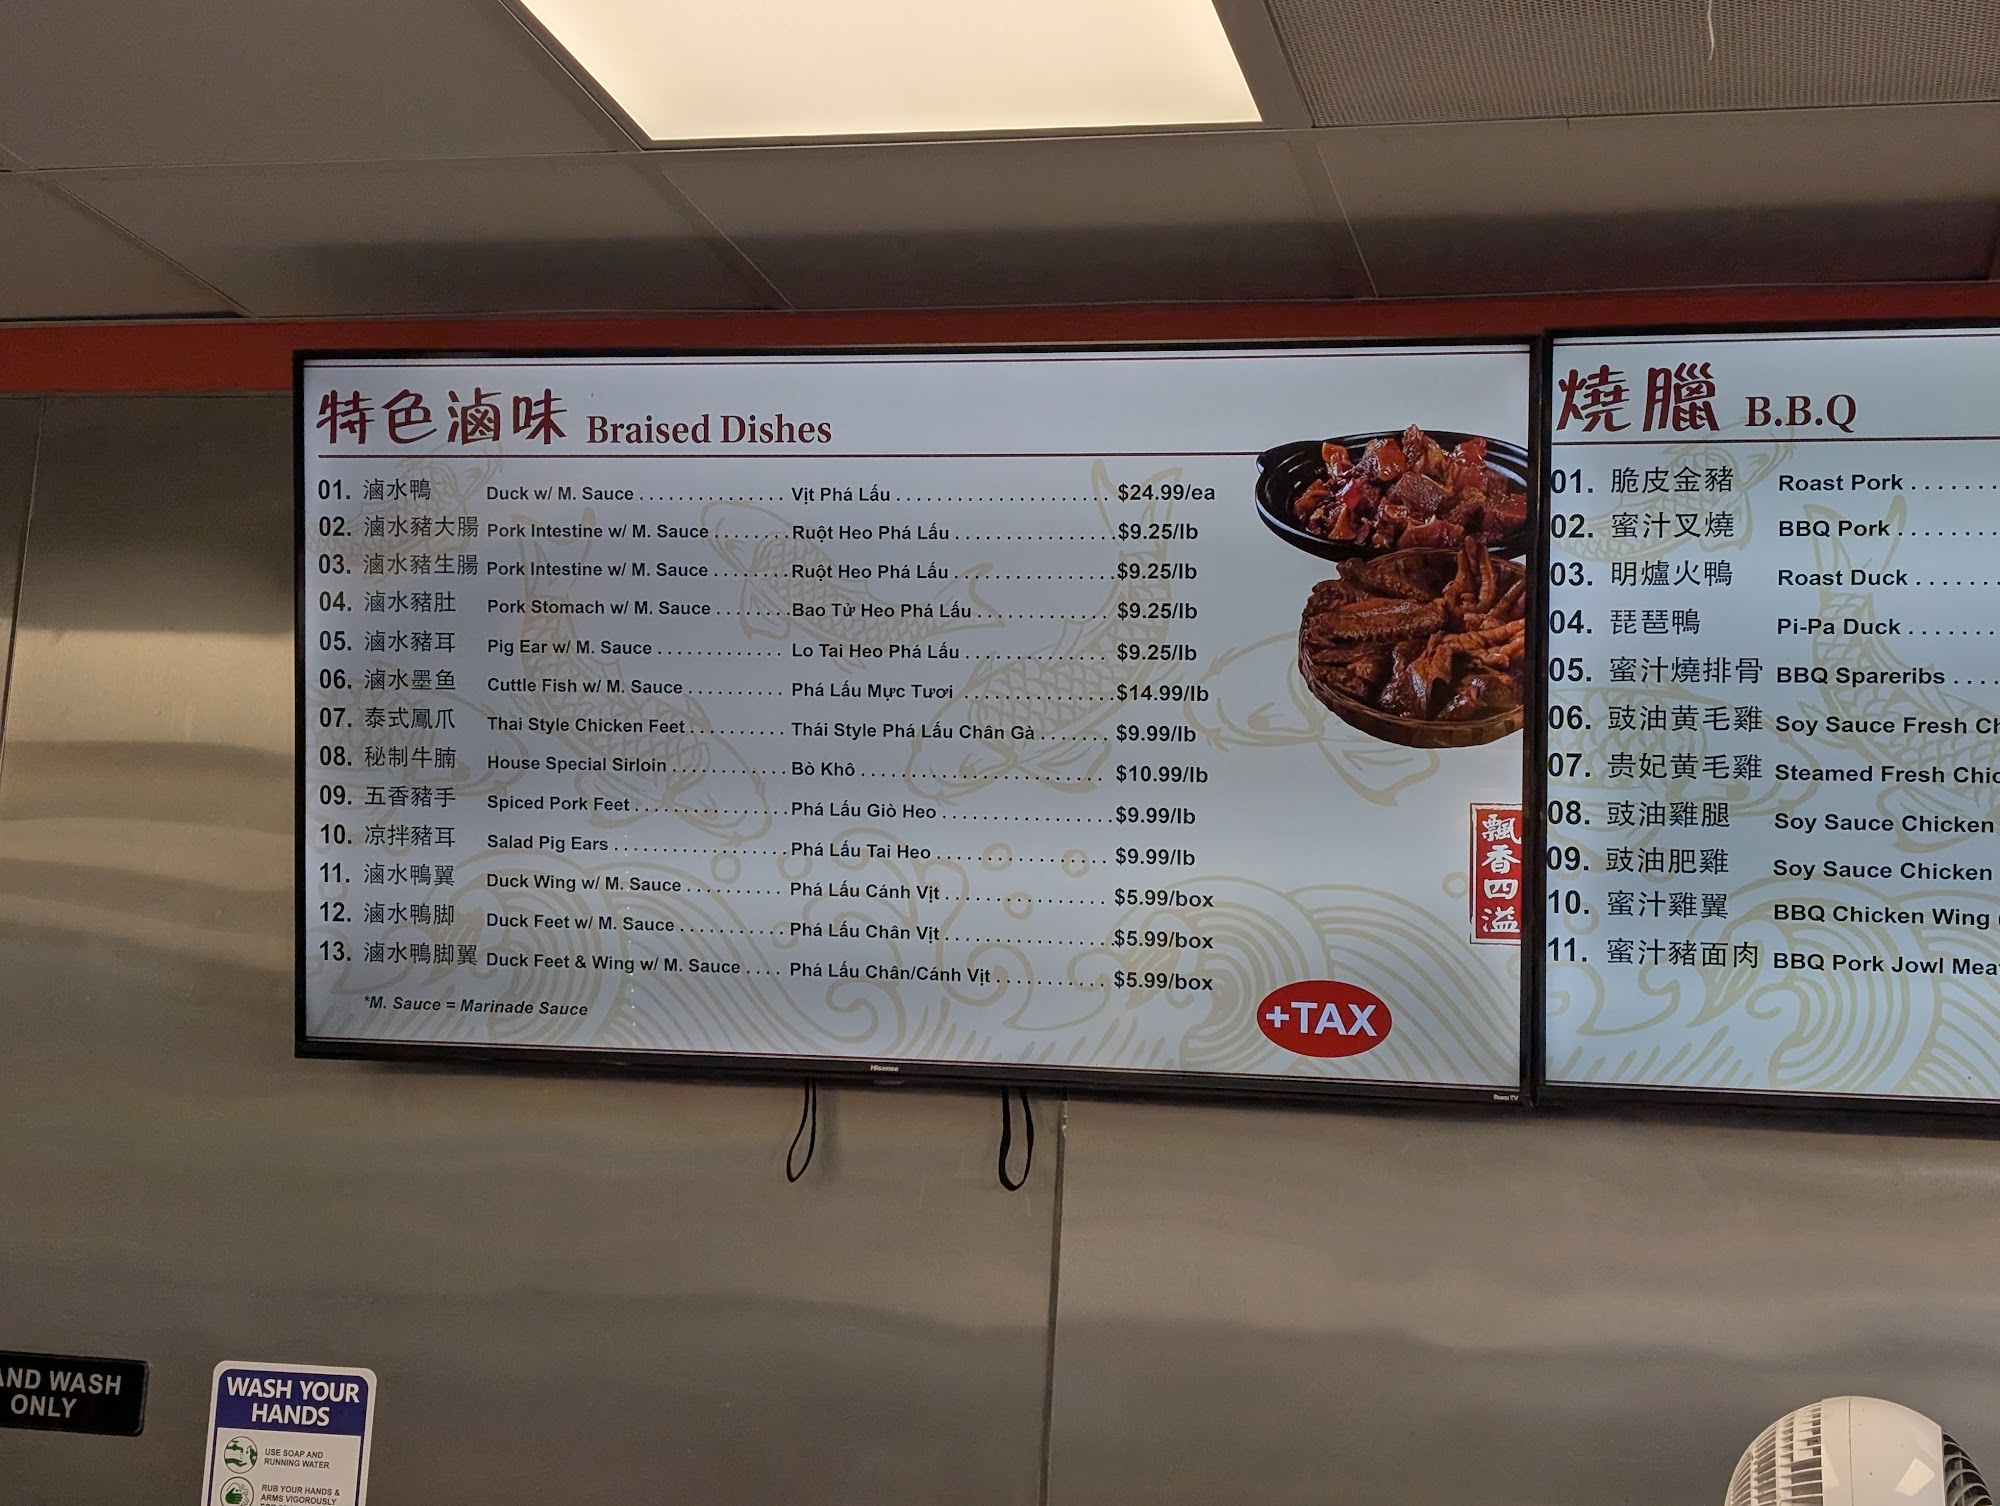 特色滷味 Braised Dishes
01. 滷水鴨 Duck w/ M. Sauce ............... Vịt Phá Lấu ...................... $24.99/ea
02. 滷水豬大腸 Pork Intestine w/ M. Sauce ........ Ruột Heo Phá Lấu ................ $9.25/lb
03. 滷水豬生腸 Pork Intestine w/ M. Sauce ........ Ruột Heo Phá Lấu ................ $9.25/lb
04. 滷水豬肚 Pork Stomach w/ M. Sauce ........ Bao Tử Heo Phá Lấu ............. $9.25/lb
05. 滷水豬耳 Pig Ear w/ M. Sauce ............. Lo Tai Heo Phá Lấu .............. $9.25/lb
06. 滷水墨鱼 Cuttle Fish w/ M. Sauce .......... Phá Lấu Mực Tươi ............... $14.99/lb
07. 泰式鳳爪 Thai Style Chicken Feet .......... Thái Style Phá Lấu Chân Gà ....... $9.99/lb
08. 秘制牛腩 House Special Sirloin ............ Bò Khô ......................... $10.99/lb
09. 五香豬手 Spiced Pork Feet ................ Phá Lấu Giò Heo ................. $9.99/lb
10. 凉拌豬耳 Salad Pig Ears .................. Phá Lấu Tai Heo ................. $9.99/lb
11. 滷水鴨翼 Duck Wing w/ M. Sauce .......... Phá Lấu Cánh Vịt ................ $5.99/box
12. 滷水鴨脚 Duck Feet w/ M. Sauce ........... Phá Lấu Chân Vịt ................ $5.99/box
13. 滷水鴨脚翼 Duck Feet & Wing w/ M. Sauce .... Phá Lấu Chân/Cánh Vịt ........... $5.99/box
*M. Sauce = Marinade Sauce
飄香四溢
+TAX
Hisense
Roku TV
燒臘 B.B.Q
01. 脆皮金豬 Roast Pork .......
02. 蜜汁叉燒 BBQ Pork ........
03. 明爐火鴨 Roast Duck ......
04. 琵琶鴨 Pi-Pa Duck .......
05. 蜜汁燒排骨 BBQ Spareribs ....
06. 豉油黄毛雞 Soy Sauce Fresh
07. 贵妃黄毛雞 Steamed Fresh
08. 豉油雞腿 Soy Sauce Chicken
09. 豉油肥雞 Soy Sauce Chicken
10. 蜜汁雞翼 BBQ Chicken Wing
11. 蜜汁豬面肉 BBQ Pork Jowl
WASH
ONLY
WASH YOUR
HANDS
USE SOAP AND
RUNNING WATER
RUB YOUR HANDS &
ARMS VIGOROUSLY